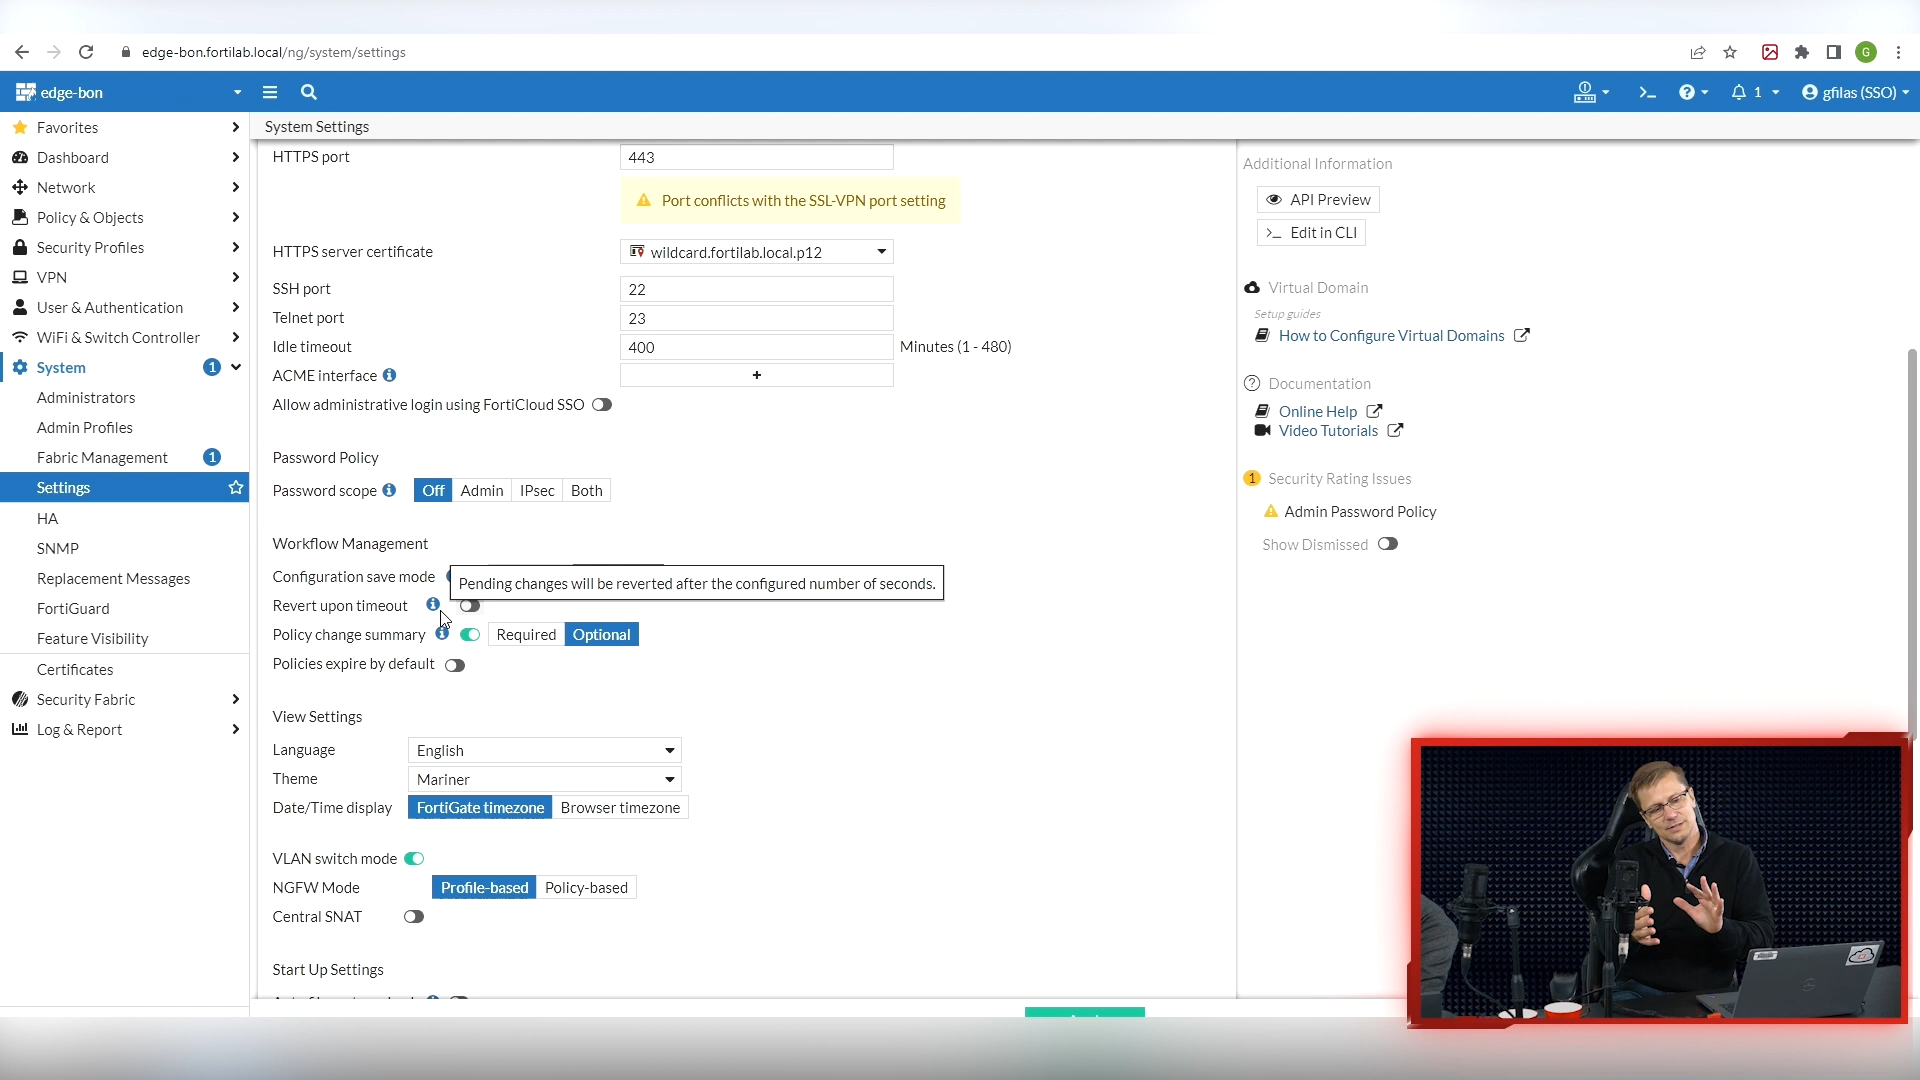 edge-bon.fortilab.local/ng/system/settings
G
edge-bon
1
gfilas (SSO)
Favorites
Dashboard
Network
Policy & Objects
Security Profiles
VPN
User & Authentication
WiFi & Switch Controller
System 1
Administrators
Admin Profiles
Fabric Management 1
Settings
HA
SNMP
Replacement Messages
FortiGuard
Feature Visibility
Certificates
Security Fabric
Log & Report
System Settings
HTTPS port 443
Port conflicts with the SSL-VPN port setting
HTTPS server certificate wildcard.fortilab.local.p12
SSH port 22
Telnet port 23
Idle timeout 400 Minutes (1 - 480)
ACME interface +
Allow administrative login using FortiCloud SSO
Password Policy
Password scope Off Admin IPsec Both
Workflow Management
Configuration save mode
Pending changes will be reverted after the configured number of seconds.
Revert upon timeout
Policy change summary Required Optional
Policies expire by default
View Settings
Language English
Theme Mariner
Date/Time display FortiGate timezone Browser timezone
VLAN switch mode
NGFW Mode Profile-based Policy-based
Central SNAT
Start Up Settings
Additional Information
API Preview
>_ Edit in CLI
Virtual Domain
Setup guides
How to Configure Virtual Domains
Documentation
Online Help
Video Tutorials
1 Security Rating Issues
Admin Password Policy
Show Dismissed